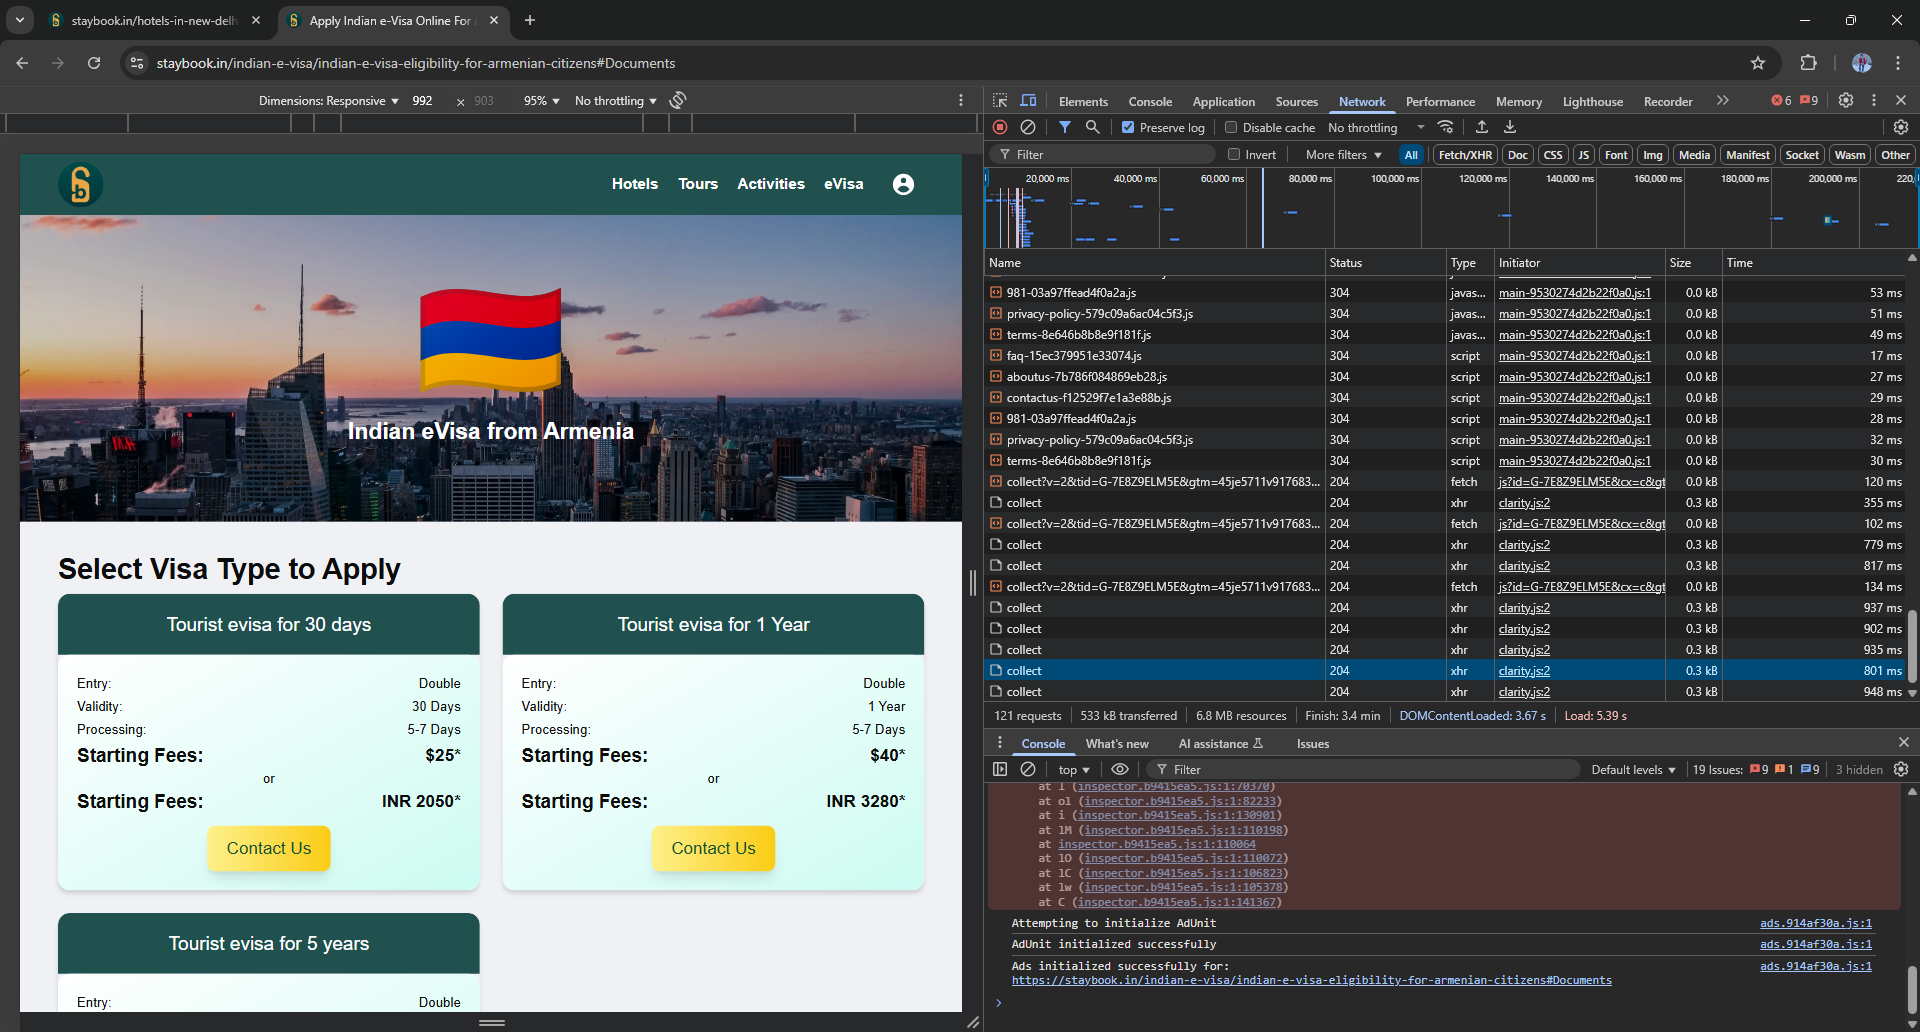 staybook.in/hotels-in-new-delh
Apply Indian e-Visa Online For
staybook.in/indian-e-visa/indian-e-visa-eligibility-for-armenian-citizens#Documents
Dimensions: Responsive 992 × 903 95% No throttling
Hotels Tours Activities eVisa
Indian eVisa from Armenia
Select Visa Type to Apply
Tourist evisa for 30 days
Entry: Double
Validity: 30 Days
Processing: 5-7 Days
Starting Fees: $25*
or
Starting Fees: INR 2050*
Contact Us
Tourist evisa for 1 Year
Entry: Double
Validity: 1 Year
Processing: 5-7 Days
Starting Fees: $40*
or
Starting Fees: INR 3280*
Contact Us
Tourist evisa for 5 years
Entry: Double
Elements Console Application Sources Network Performance Memory Lighthouse Recorder 6 9
Preserve log Disable cache No throttling
Filter Invert More filters All Fetch/XHR Doc CSS JS Font Img Media Manifest Socket Wasm Other
20,000 ms 40,000 ms 60,000 ms 80,000 ms 100,000 ms 120,000 ms 140,000 ms 160,000 ms 180,000 ms 200,000 ms 220,
Name Status Type Initiator Size Time
981-03a97ffead4f0a2a.js 304 javas... main-9530274d2b22f0a0.js:1 0.0 kB 53 ms
privacy-policy-579c09a6ac04c5f3.js 304 javas... main-9530274d2b22f0a0.js:1 0.0 kB 51 ms
terms-8e646b8b8e9f181f.js 304 javas... main-9530274d2b22f0a0.js:1 0.0 kB 49 ms
faq-15ec379951e33074.js 304 script main-9530274d2b22f0a0.js:1 0.0 kB 17 ms
aboutus-7b786f084869eb28.js 304 script main-9530274d2b22f0a0.js:1 0.0 kB 27 ms
contactus-f12529f7e1a3e88b.js 304 script main-9530274d2b22f0a0.js:1 0.0 kB 29 ms
981-03a97ffead4f0a2a.js 304 script main-9530274d2b22f0a0.js:1 0.0 kB 28 ms
privacy-policy-579c09a6ac04c5f3.js 304 script main-9530274d2b22f0a0.js:1 0.0 kB 32 ms
terms-8e646b8b8e9f181f.js 304 script main-9530274d2b22f0a0.js:1 0.0 kB 30 ms
collect?v=2&tid=G-7E8Z9ELM5E&gtm=45je5711v917683... 204 fetch js?id=G-7E8Z9ELM5E&cx=c&gt 0.0 kB 120 ms
collect 204 xhr clarity.js:2 0.3 kB 355 ms
collect?v=2&tid=G-7E8Z9ELM5E&gtm=45je5711v917683... 204 fetch js?id=G-7E8Z9ELM5E&cx=c&gt 0.0 kB 102 ms
collect 204 xhr clarity.js:2 0.3 kB 779 ms
collect 204 xhr clarity.js:2 0.3 kB 817 ms
collect?v=2&tid=G-7E8Z9ELM5E&gtm=45je5711v917683... 204 fetch js?id=G-7E8Z9ELM5E&cx=c&gt 0.0 kB 134 ms
collect 204 xhr clarity.js:2 0.3 kB 937 ms
collect 204 xhr clarity.js:2 0.3 kB 902 ms
collect 204 xhr clarity.js:2 0.3 kB 935 ms
collect 204 xhr clarity.js:2 0.3 kB 801 ms
collect 204 xhr clarity.js:2 0.3 kB 948 ms
121 requests 533 kB transferred 6.8 MB resources Finish: 3.4 min DOMContentLoaded: 3.67 s Load: 5.39 s
Console What's new AI assistance Issues
top Filter Default levels 19 Issues: 9 1 9 3 hidden
at l (inspector.b9415ea5.js:1:70370)
at ol (inspector.b9415ea5.js:1:82233)
at i (inspector.b9415ea5.js:1:130901)
at lM (inspector.b9415ea5.js:1:110198)
at inspector.b9415ea5.js:1:110064
at lO (inspector.b9415ea5.js:1:110072)
at lC (inspector.b9415ea5.js:1:106823)
at lw (inspector.b9415ea5.js:1:105378)
at C (inspector.b9415ea5.js:1:141367)
Attempting to initialize AdUnit ads.914af30a.js:1
AdUnit initialized successfully ads.914af30a.js:1
Ads initialized successfully for: ads.914af30a.js:1
https://staybook.in/indian-e-visa/indian-e-visa-eligibility-for-armenian-citizens#Documents